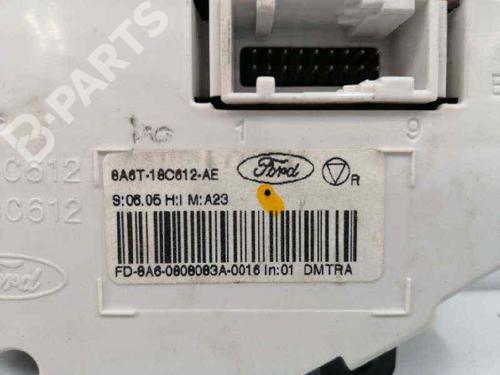 B-PARTS
1
9
C612
C612
8A6T-18C612-AE
Ford
R
S:06.05 H:I M:A23
FD-8A6-0808083A-0016 In:01 DMTRA
Ford